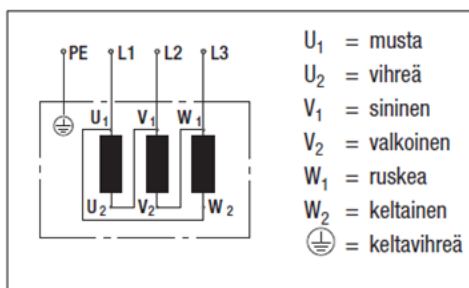 PE L1 L2 L3
U₁ V₁ W₁
U₂ V₂ W₂
U₁ = musta
U₂ = vihreä
V₁ = sininen
V₂ = valkoinen
W₁ = ruskea
W₂ = keltainen
⏚ = keltavihreä